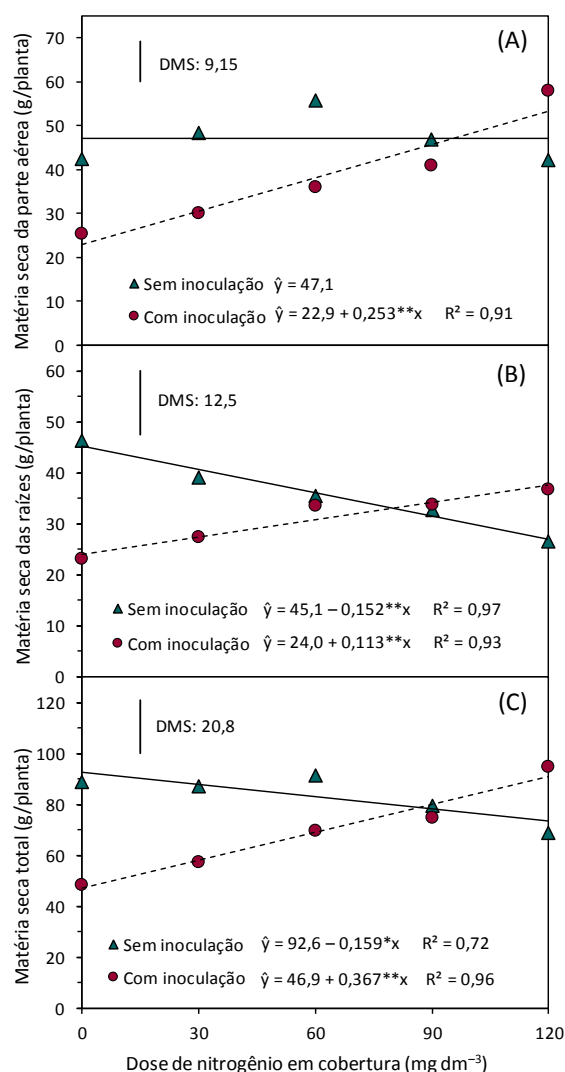 Matéria seca da parte aérea (g/planta)
70
60
50
40
30
20
10
0
(A)
DMS: 9,15
Sem inoculação ŷ = 47,1
Com inoculação ŷ = 22,9 + 0,253**x R² = 0,91
Matéria seca das raízes (g/planta)
60
50
40
30
20
10
0
(B)
DMS: 12,5
Sem inoculação ŷ = 45,1 – 0,152**x R² = 0,97
Com inoculação ŷ = 24,0 + 0,113**x R² = 0,93
Matéria seca total (g/planta)
120
100
80
60
40
20
0
(C)
DMS: 20,8
Sem inoculação ŷ = 92,6 – 0,159*x R² = 0,72
Com inoculação ŷ = 46,9 + 0,367**x R² = 0,96
0 30 60 90 120
Dose de nitrogênio em cobertura (mg dm⁻³)